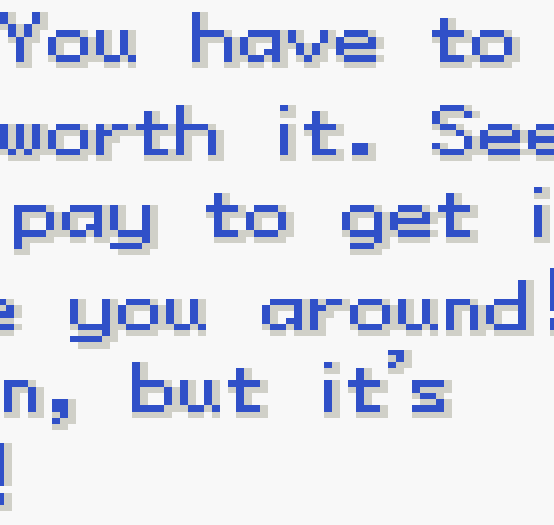 You have to
worth it. See
pay to get i
e you around!
n, but it's
!